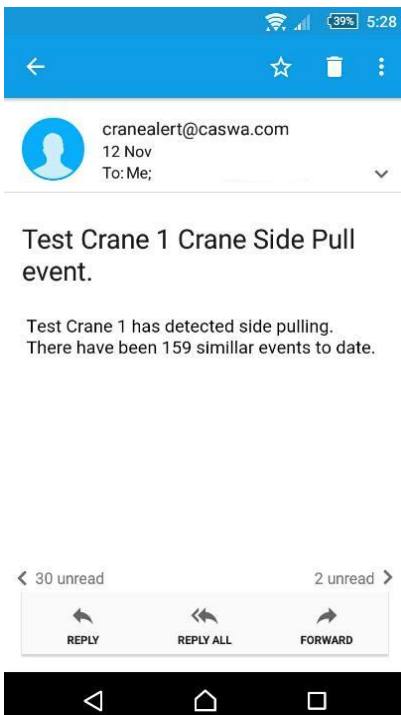 39% 5:28
cranealert@caswa.com
12 Nov
To: Me;
Test Crane 1 Crane Side Pull
event.
Test Crane 1 has detected side pulling.
There have been 159 simillar events to date.
30 unread 2 unread
REPLY REPLY ALL FORWARD